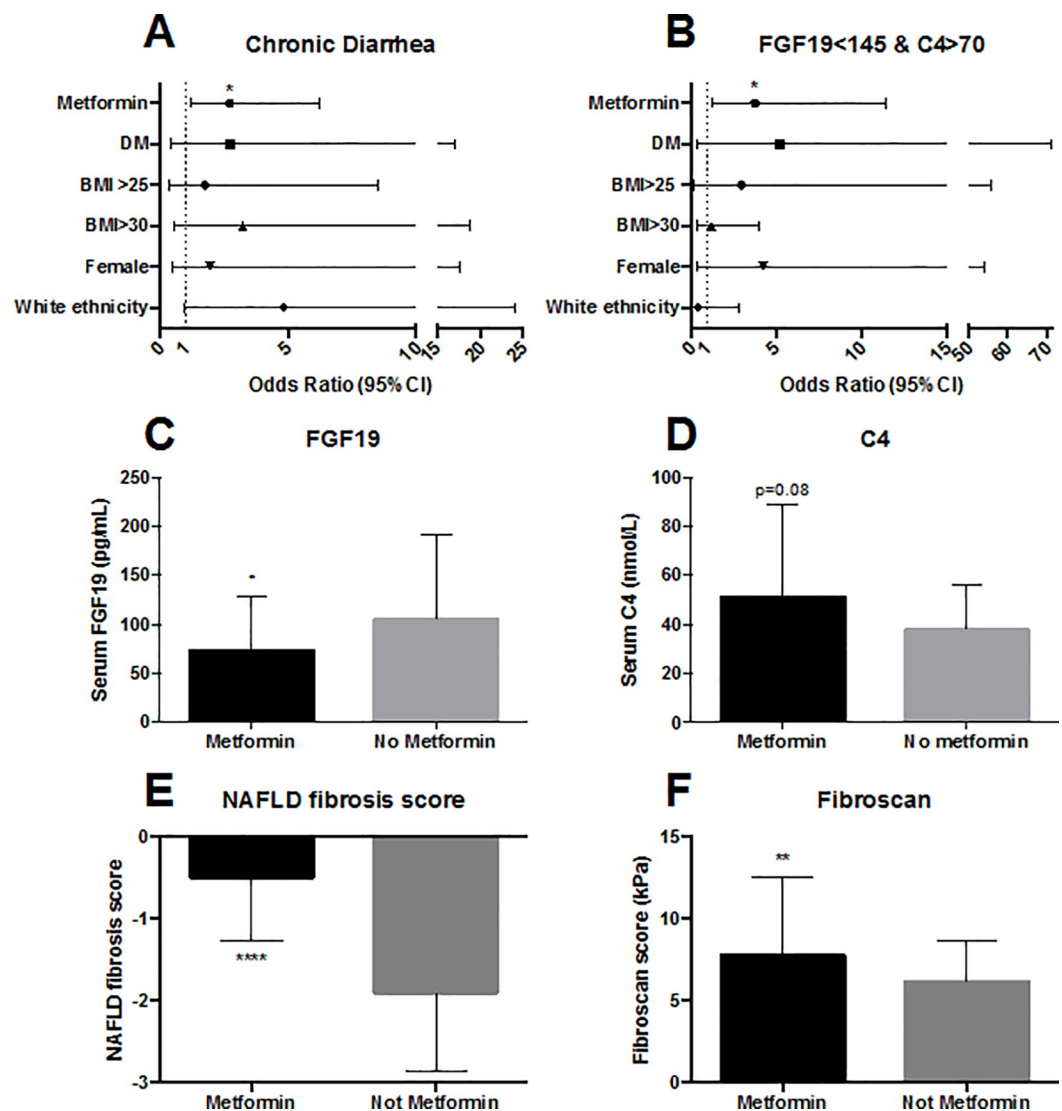 A
Chronic Diarrhea
*
Metformin
DM
BMI >25
BMI>30
Female
White ethnicity
0 1 5 10 15 20 25
Odds Ratio (95% CI)
B
FGF19<145 & C4>70
*
Metformin
DM
BMI>25
BMI>30
Female
White ethnicity
0 1 5 10 15 50 60 70
Odds Ratio (95% CI)
C
FGF19
Serum FGF19 (pg/mL)
250
200
150
100
50
0
*
Metformin No Metformin
D
C4
Serum C4 (nmol/L)
100
80
60
40
20
0
p=0.08
Metformin No metformin
E
NAFLD fibrosis score
NAFLD fibrosis score
0
-1
-2
-3
****
Metformin Not Metformin
F
Fibroscan
Fibroscan score (kPa)
15
10
5
0
**
Metformin Not Metformin